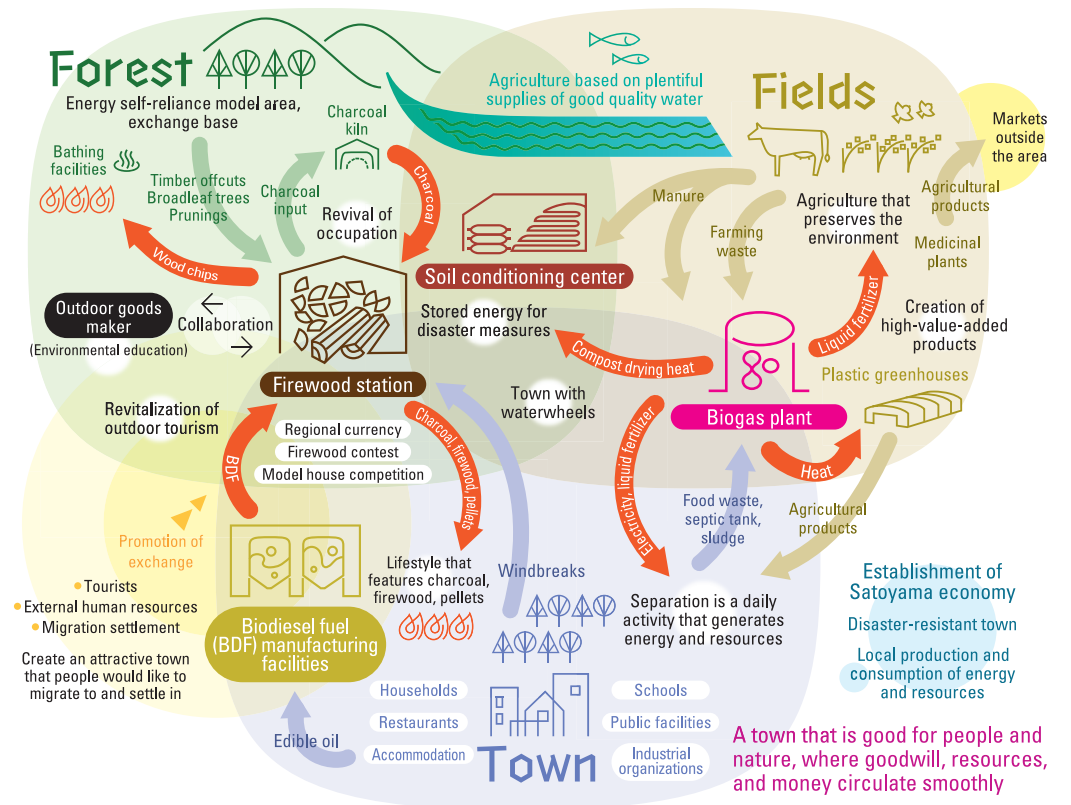 Forest
Energy self-reliance model area,
exchange base
Bathing
facilities
Timber offcuts
Broadleaf trees
Prunings
Charcoal
input
Charcoal
kiln
Charcoal
Revival of
occupation
Wood chips
Outdoor goods
maker
(Environmental education)
Collaboration
Firewood station
Revitalization of
outdoor tourism
Regional currency
Firewood contest
Model house competition
Agriculture based on plentiful
supplies of good quality water
Soil conditioning center
Stored energy for
disaster measures
Town with
waterwheels
Fields
Markets
outside
the area
Manure
Farming
waste
Agriculture that
preserves the
environment
Agricultural
products
Medicinal
plants
Liquid fertilizer
Creation of
high-value-added
products
Plastic greenhouses
Compost drying heat
Biogas plant
Heat
Electricity, liquid fertilizer
Food waste,
septic tank,
sludge
Agricultural
products
BDF
Charcoal, firewood, pellets
Promotion of
exchange
Tourists
External human resources
Migration settlement
Create an attractive town
that people would like to
migrate to and settle in
Biodiesel fuel
(BDF) manufacturing
facilities
Lifestyle that
features charcoal,
firewood, pellets
Windbreaks
Separation is a daily
activity that generates
energy and resources
Edible oil
Households
Restaurants
Accommodation
Town
Schools
Public facilities
Industrial
organizations
Establishment of
Satoyama economy
Disaster-resistant town
Local production and
consumption of energy
and resources
A town that is good for people and
nature, where goodwill, resources,
and money circulate smoothly